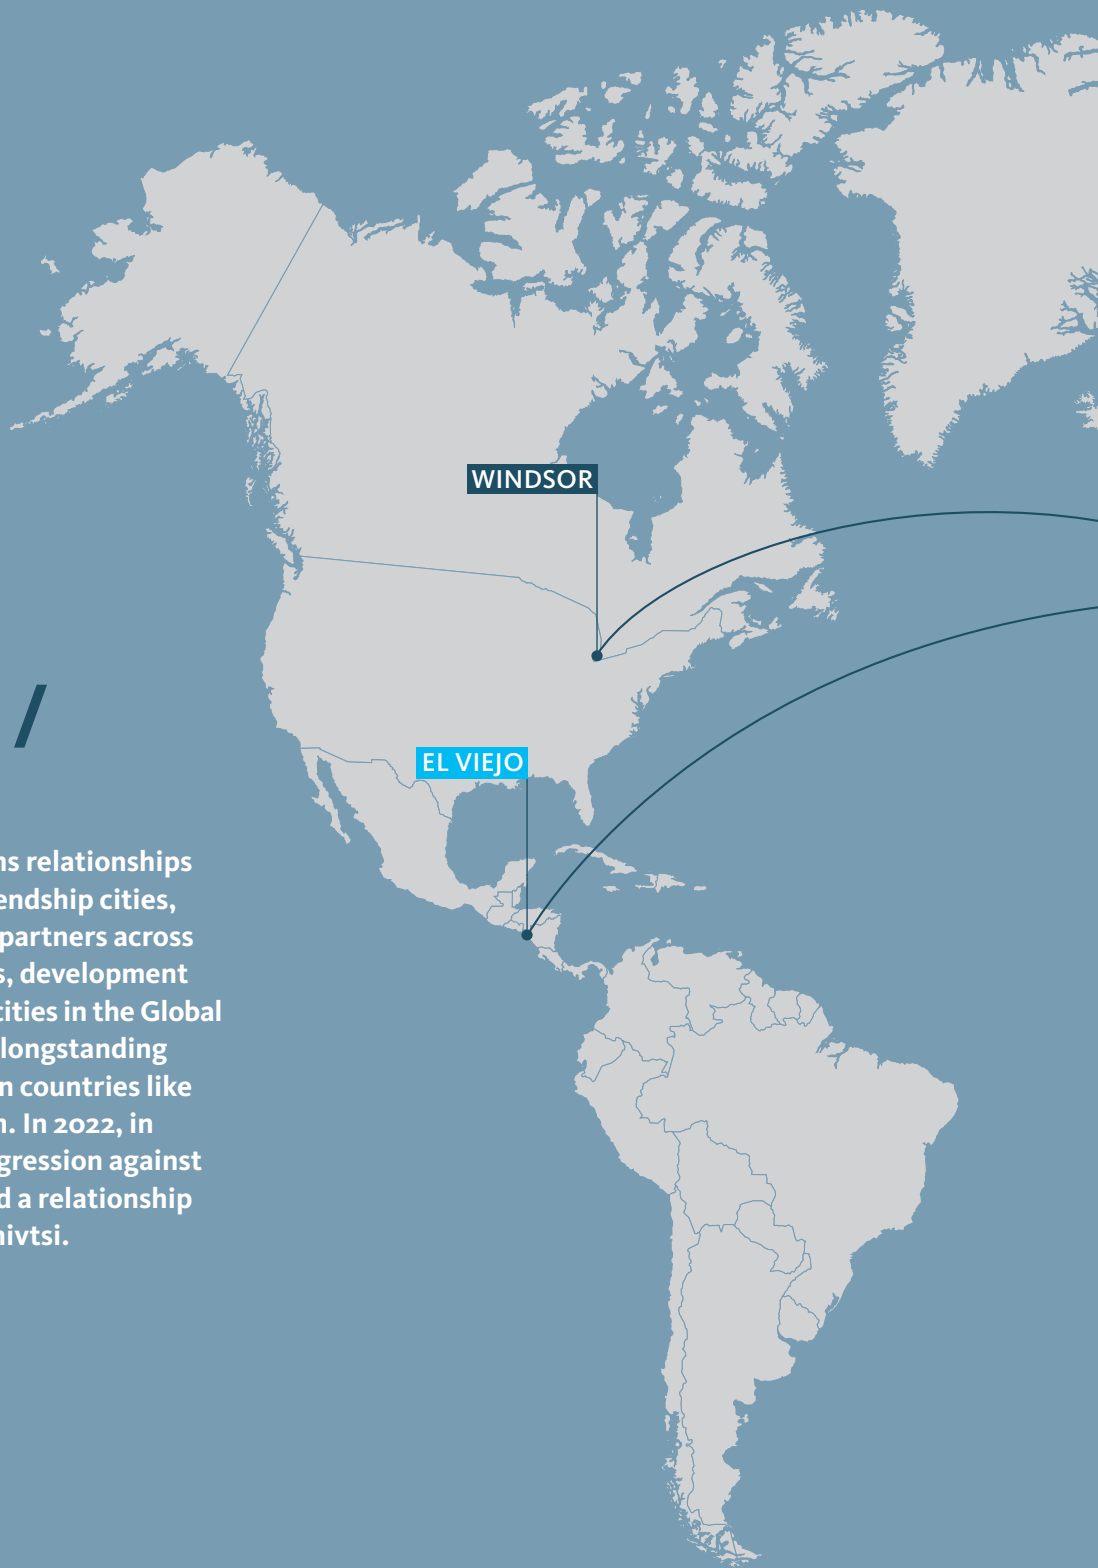 WINDSOR
/
EL VIEJO
ns relationships
endship cities,
partners across
s, development
cities in the Global
longstanding
n countries like
n. In 2022, in
gression against
d a relationship
nivtsi.